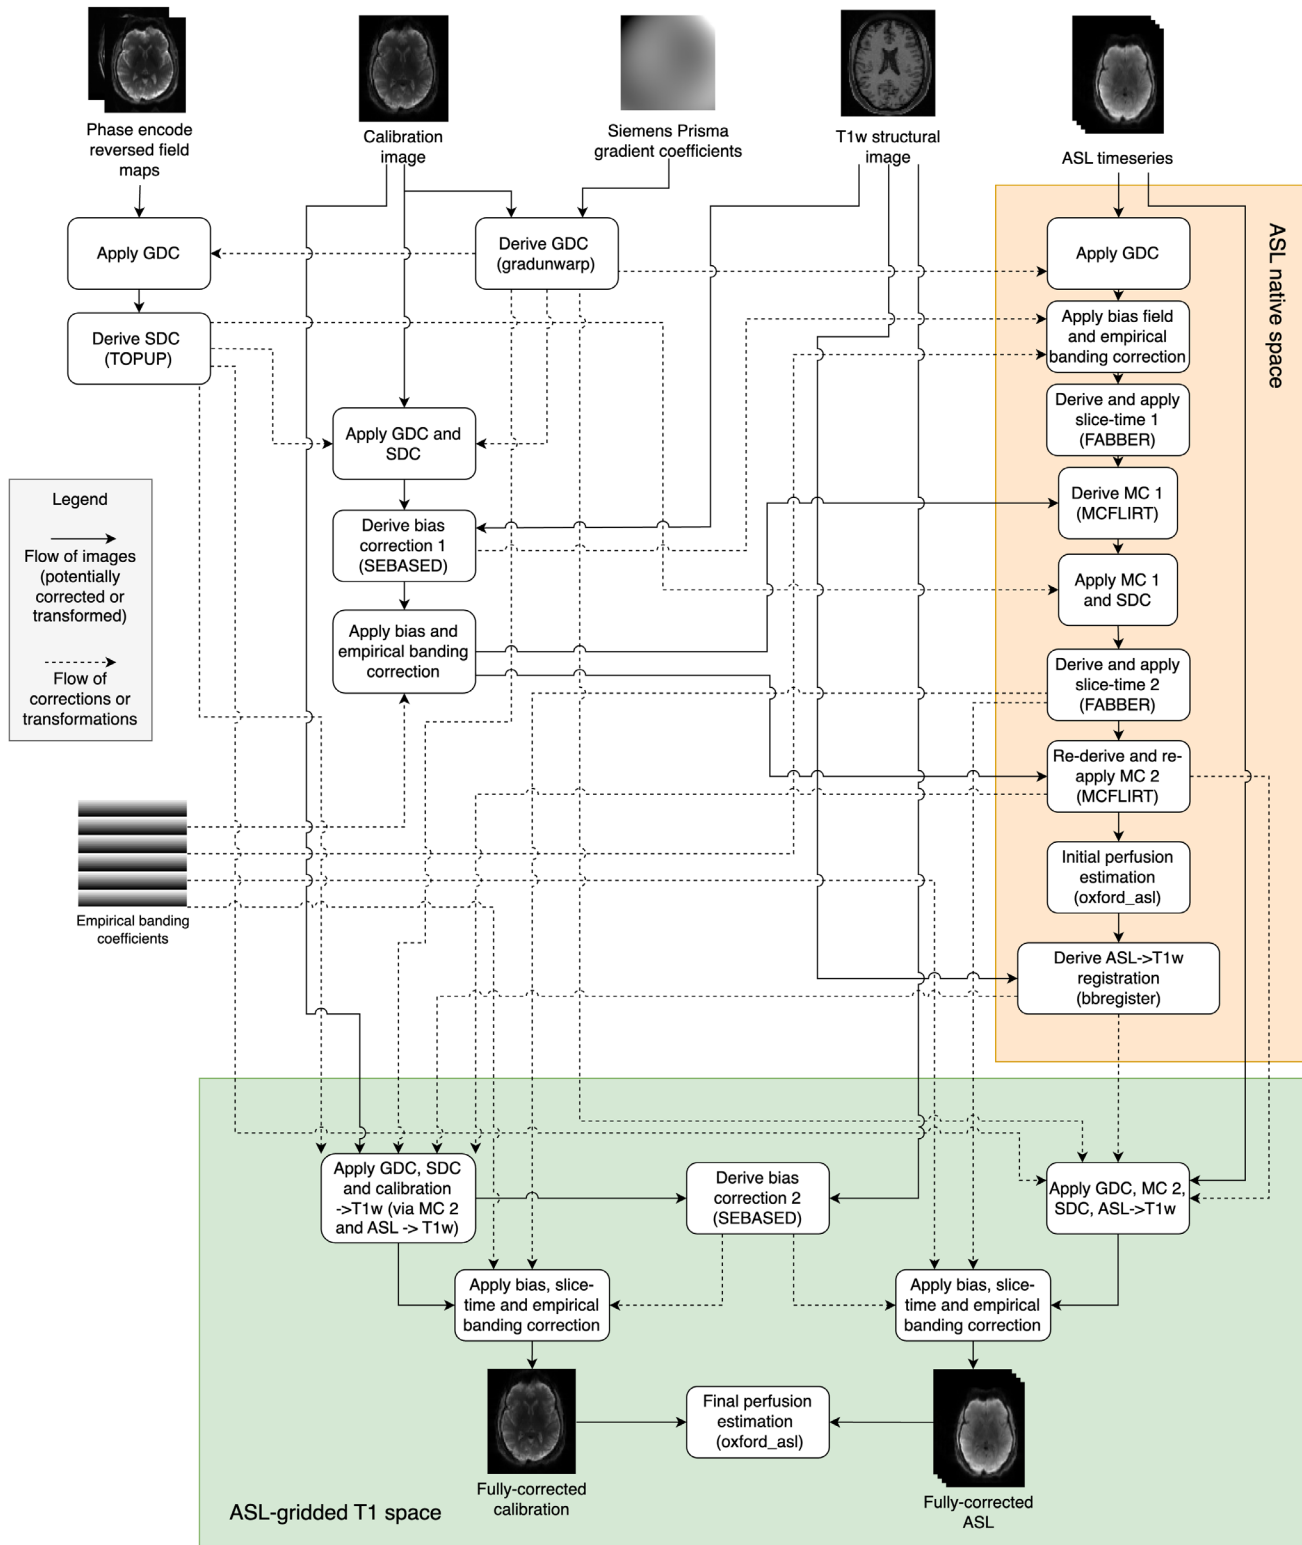 Phase encode
reversed field
maps
Calibration
image
Siemens Prisma
gradient coefficients
T1w structural
image
ASL timeseries
ASL native space
Apply GDC
Derive GDC
(gradunwarp)
Apply GDC
Derive SDC
(TOPUP)
Apply bias field
and empirical
banding correction
Derive and apply
slice-time 1
(FABBER)
Apply GDC and
SDC
Legend
Flow of images
(potentially
corrected or
transformed)
Flow of
corrections or
transformations
Derive MC 1
(MCFLIRT)
Derive bias
correction 1
(SEBASED)
Apply MC 1
and SDC
Apply bias and
empirical banding
correction
Derive and apply
slice-time 2
(FABBER)
Re-derive and re-
apply MC 2
(MCFLIRT)
Empirical banding
coefficients
Initial perfusion
estimation
(oxford_asl)
Derive ASL->T1w
registration
(bbregister)
Apply GDC, SDC
and calibration
->T1w (via MC 2
and ASL -> T1w)
Derive bias
correction 2
(SEBASED)
Apply GDC, MC 2,
SDC, ASL->T1w
Apply bias, slice-
time and empirical
banding correction
Apply bias, slice-
time and empirical
banding correction
Final perfusion
estimation
(oxford_asl)
Fully-corrected
calibration
Fully-corrected
ASL
ASL-gridded T1 space